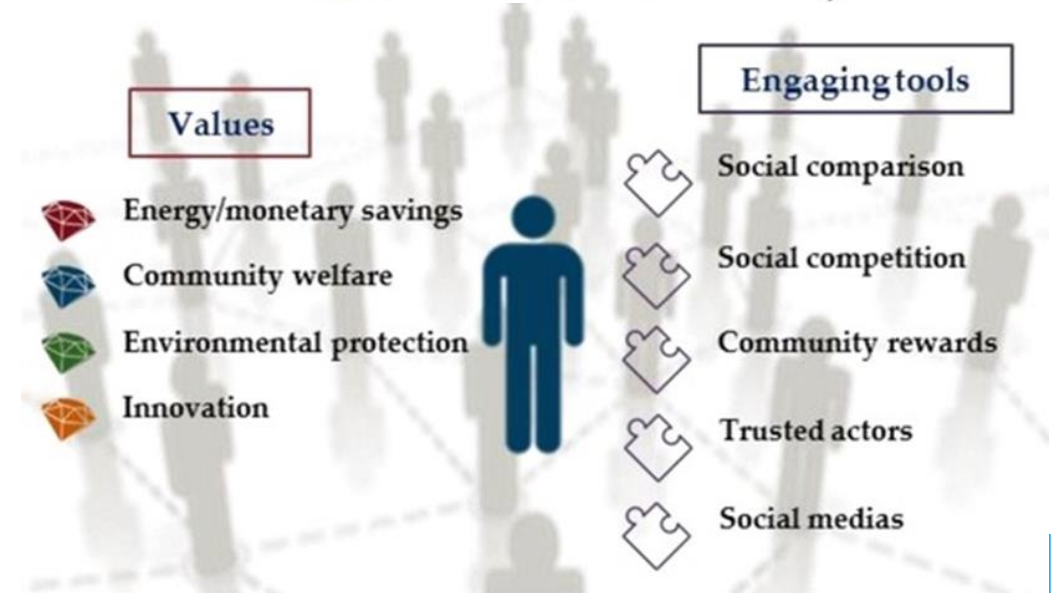 Values
Energy/monetary savings
Community welfare
Environmental protection
Innovation
Engaging tools
Social comparison
Social competition
Community rewards
Trusted actors
Social medias